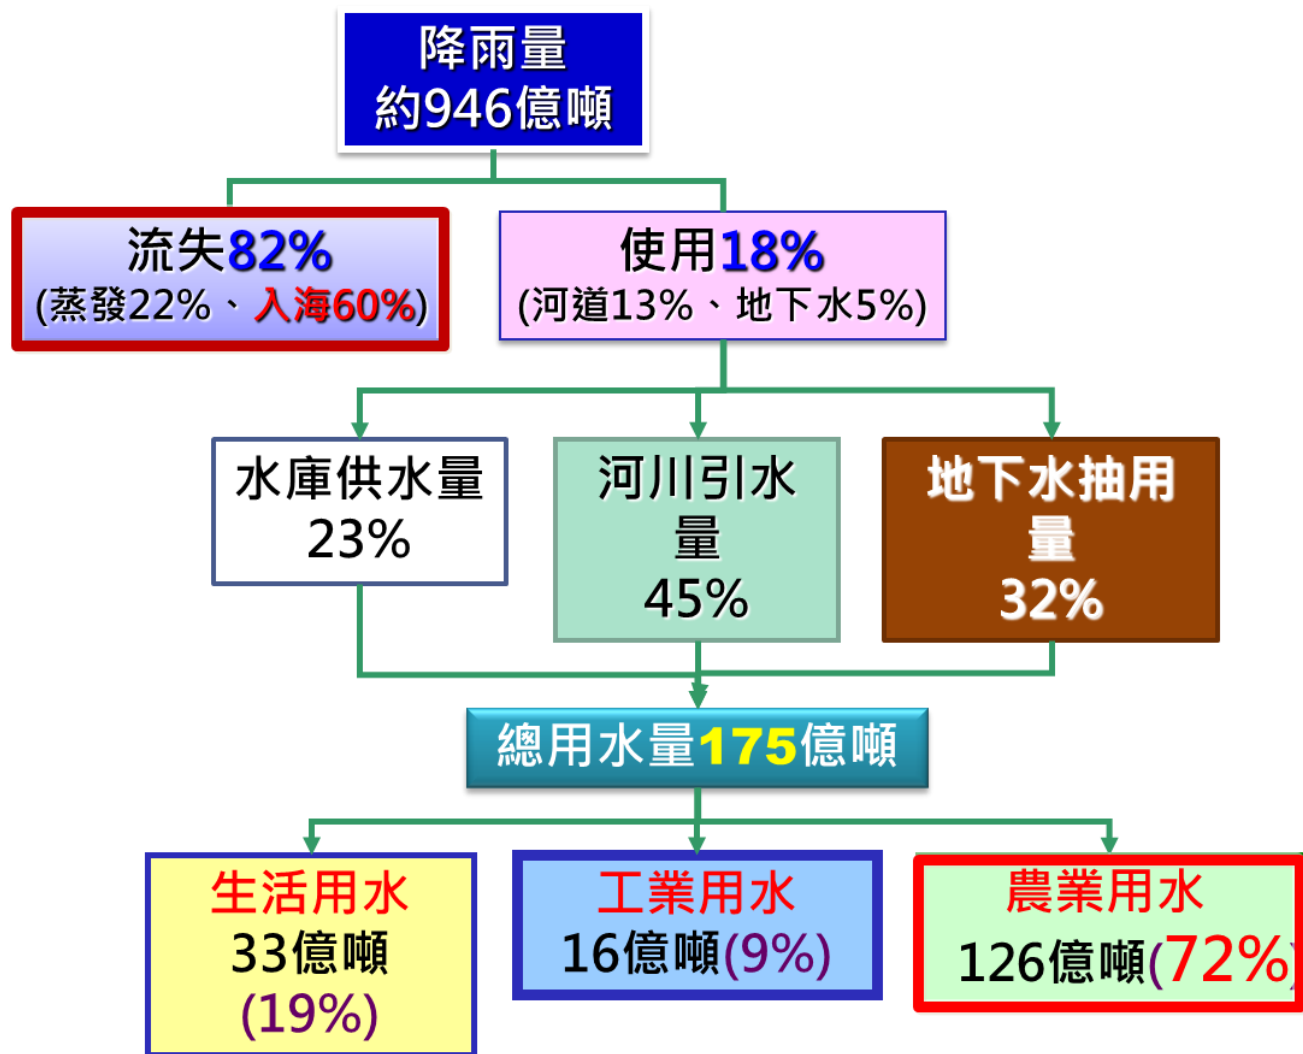 降雨量
約946億噸
流失82%
(蒸發22%、入海60%)
使用18%
(河道13%、地下水5%)
水庫供水量
23%
河川引水
量
45%
地下水抽用
量
32%
總用水量175億噸
生活用水
33億噸
(19%)
工業用水
16億噸(9%)
農業用水
126億噸(72%)